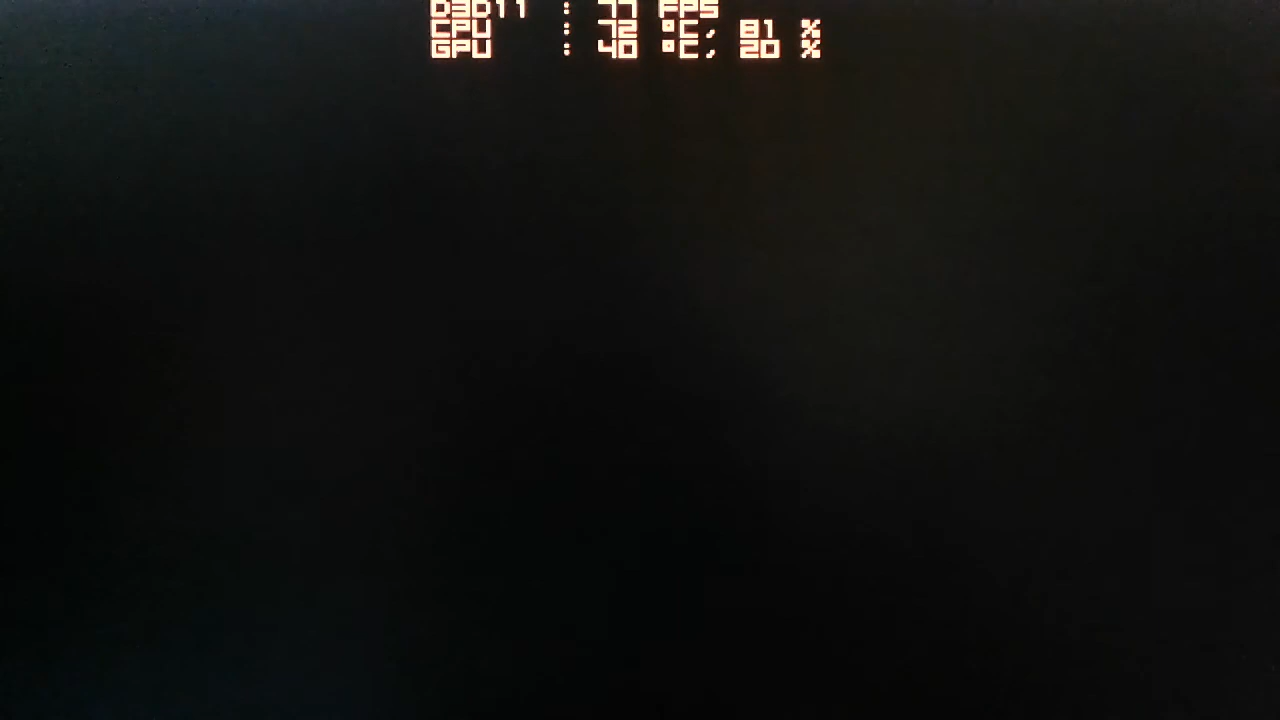 D3D11 : 77 FPS
CPU : 72 °C, 81 %
GPU : 40 °C, 20 %